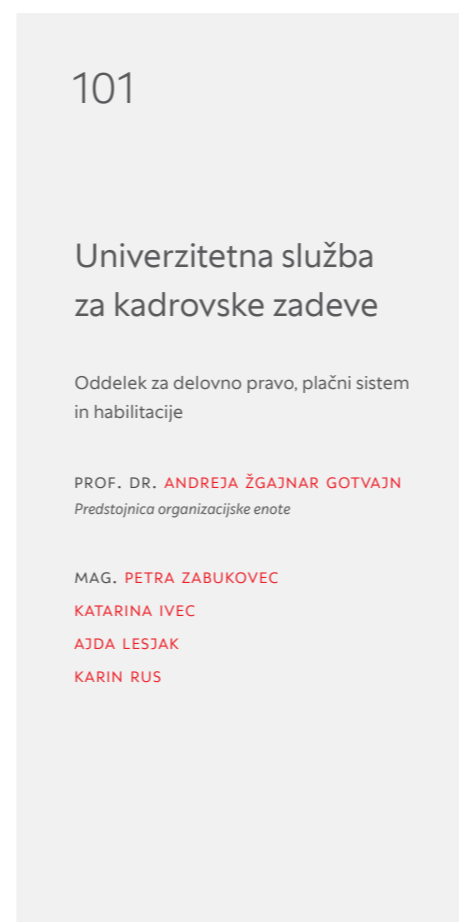 101
Univerzitetna služba
za kadrovske zadeve
Oddelek za delovno pravo, plačni sistem
in habilitacije
PROF. DR. ANDREJA ŽGAJNAR GOTVAJN
Predstojnica organizacijske enote
MAG. PETRA ZABUKOVEC
KATARINA IVEC
AJDA LESJAK
KARIN RUS